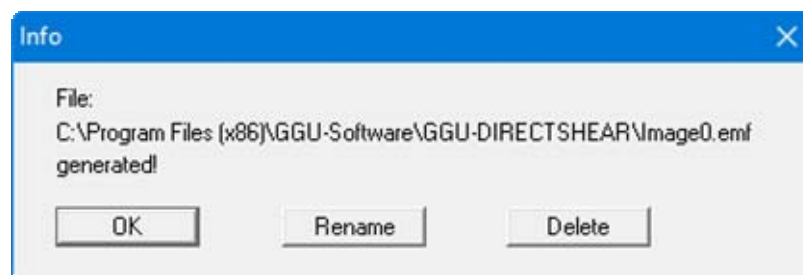 Info
File:
C:\Program Files (x86)\GGU-Software\GGU-DIRECTSHEAR\Image0.emf
generated!
OK Rename Delete